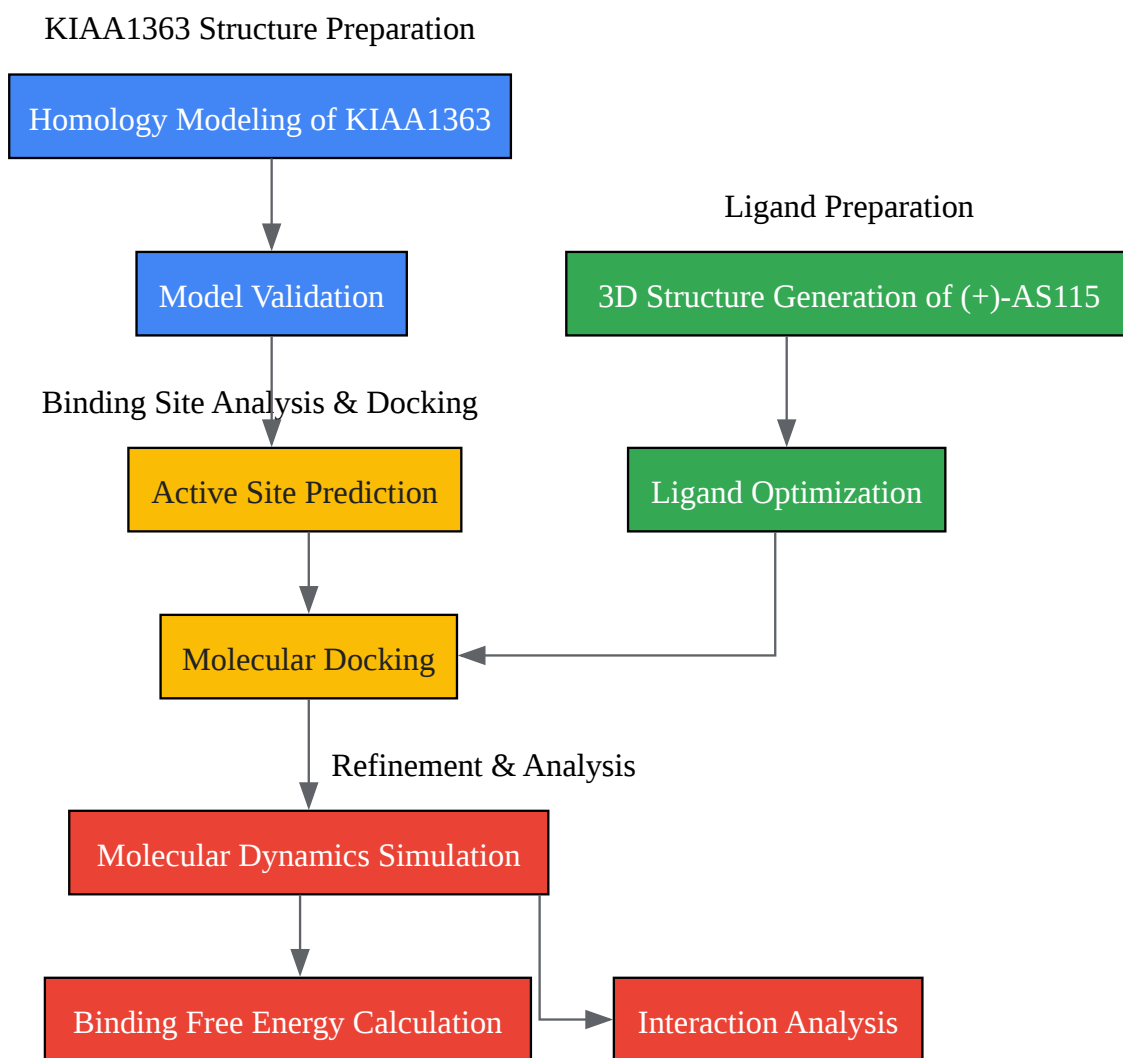 KIAA1363 Structure Preparation
Homology Modeling of KIAA1363
Ligand Preparation
Model Validation
3D Structure Generation of (+)-AS115
Binding Site Analysis & Docking
Active Site Prediction
Ligand Optimization
Molecular Docking
Refinement & Analysis
Molecular Dynamics Simulation
Binding Free Energy Calculation
Interaction Analysis